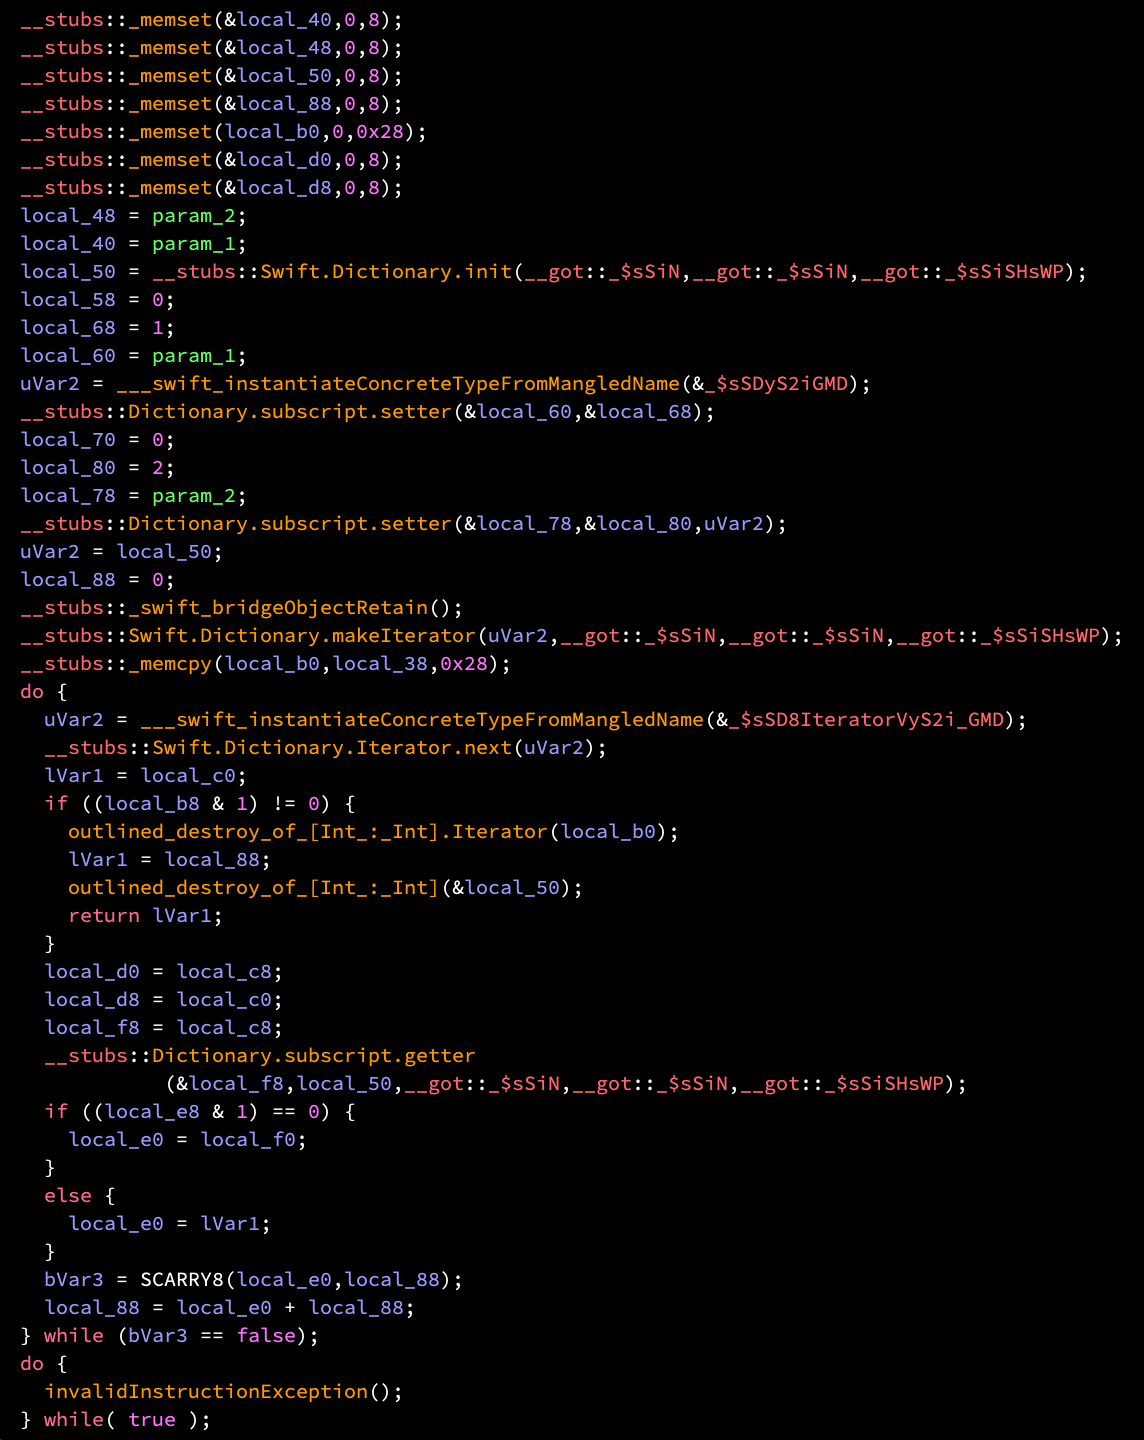 __stubs::_memset(&local_40,0,8);
__stubs::_memset(&local_48,0,8);
__stubs::_memset(&local_50,0,8);
__stubs::_memset(&local_88,0,8);
__stubs::_memset(local_b0,0,0x28);
__stubs::_memset(&local_d0,0,8);
__stubs::_memset(&local_d8,0,8);
local_48 = param_2;
local_40 = param_1;
local_50 = __stubs::Swift.Dictionary.init(__got::_$sSiN,__got::_$sSiN,__got::_$sSiSHsWP);
local_58 = 0;
local_68 = 1;
local_60 = param_1;
uVar2 = ___swift_instantiateConcreteTypeFromMangledName(&_$sSDyS2iGMD);
__stubs::Dictionary.subscript.setter(&local_60,&local_68);
local_70 = 0;
local_80 = 2;
local_78 = param_2;
__stubs::Dictionary.subscript.setter(&local_78,&local_80,uVar2);
uVar2 = local_50;
local_88 = 0;
__stubs::_swift_bridgeObjectRetain();
__stubs::Swift.Dictionary.makeIterator(uVar2,__got::_$sSiN,__got::_$sSiN,__got::_$sSiSHsWP);
__stubs::_memcpy(local_b0,local_38,0x28);
do {
  uVar2 = ___swift_instantiateConcreteTypeFromMangledName(&_$sSD8IteratorVyS2i_GMD);
  __stubs::Swift.Dictionary.Iterator.next(uVar2);
  lVar1 = local_c0;
  if ((local_b8 & 1) != 0) {
    outlined_destroy_of_[Int_:_Int].Iterator(local_b0);
    lVar1 = local_88;
    outlined_destroy_of_[Int_:_Int](&local_50);
    return lVar1;
  }
  local_d0 = local_c8;
  local_d8 = local_c0;
  local_f8 = local_c8;
  __stubs::Dictionary.subscript.getter
            (&local_f8,local_50,__got::_$sSiN,__got::_$sSiN,__got::_$sSiSHsWP);
  if ((local_e8 & 1) == 0) {
    local_e0 = local_f0;
  }
  else {
    local_e0 = lVar1;
  }
  bVar3 = SCARRY8(local_e0,local_88);
  local_88 = local_e0 + local_88;
} while (bVar3 == false);
do {
  invalidInstructionException();
} while( true );